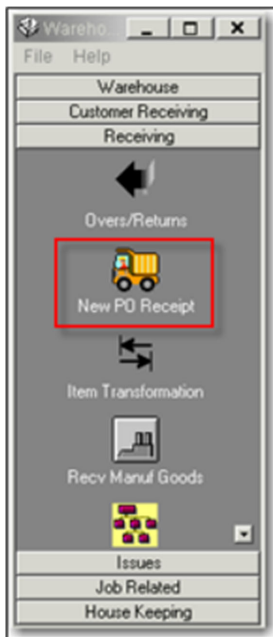 Wareho...
File Help
Warehouse
Customer Receiving
Receiving
Overs/Returns
New PO Receipt
Item Transformation
Recv Manuf Goods
Issues
Job Related
House Keeping